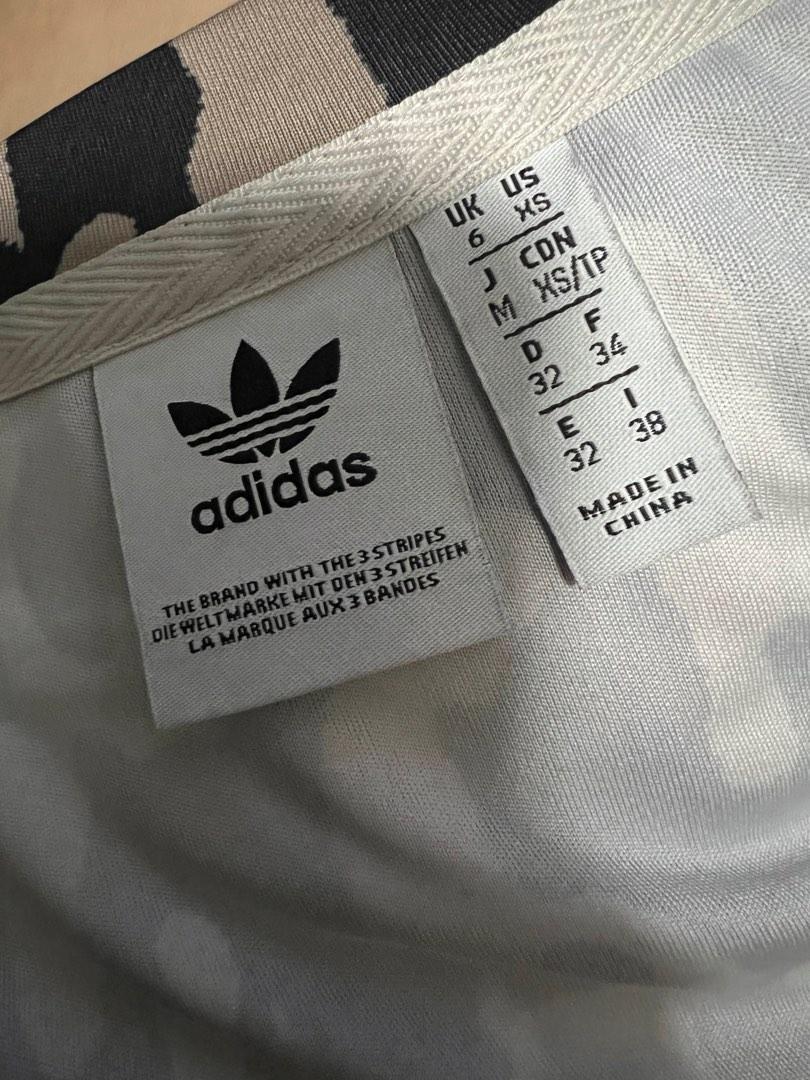 adidas
THE BRAND WITH THE 3 STRIPES
DIE WELTMARKE MIT DEN 3 STREIFEN
LA MARQUE AUX 3 BANDES
UK US
6 XS
J CDN
M XS/TP
D F
32 34
E I
32 38
MADE IN
CHINA